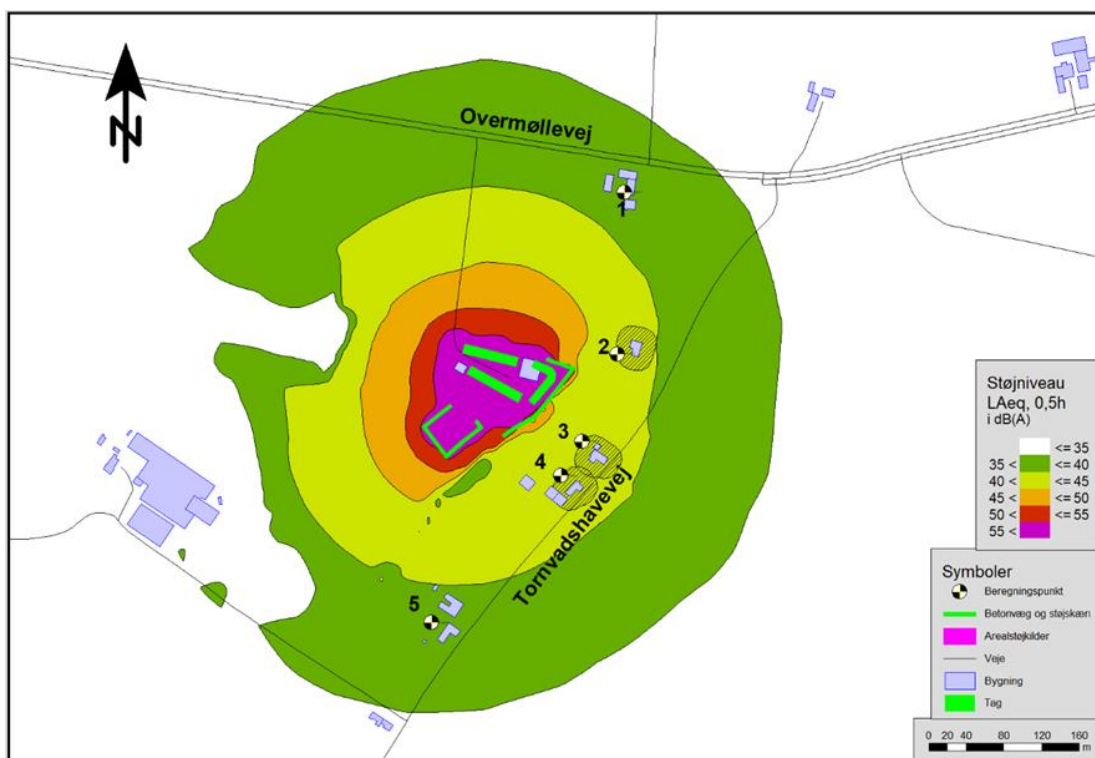 Overmøllevej
N
1
2
3
4
Tornvadshavevej
5
Støjniveau
LAeq, 0,5h
i dB(A)
<= 35
35 < <= 40
40 < <= 45
45 < <= 50
50 < <= 55
55 <
Symboler
Beregningspunkt
Betonvæg og støjskærn
Arealstøjkilder
Veje
Bygning
Tag
0 20 40 80 120 160
m